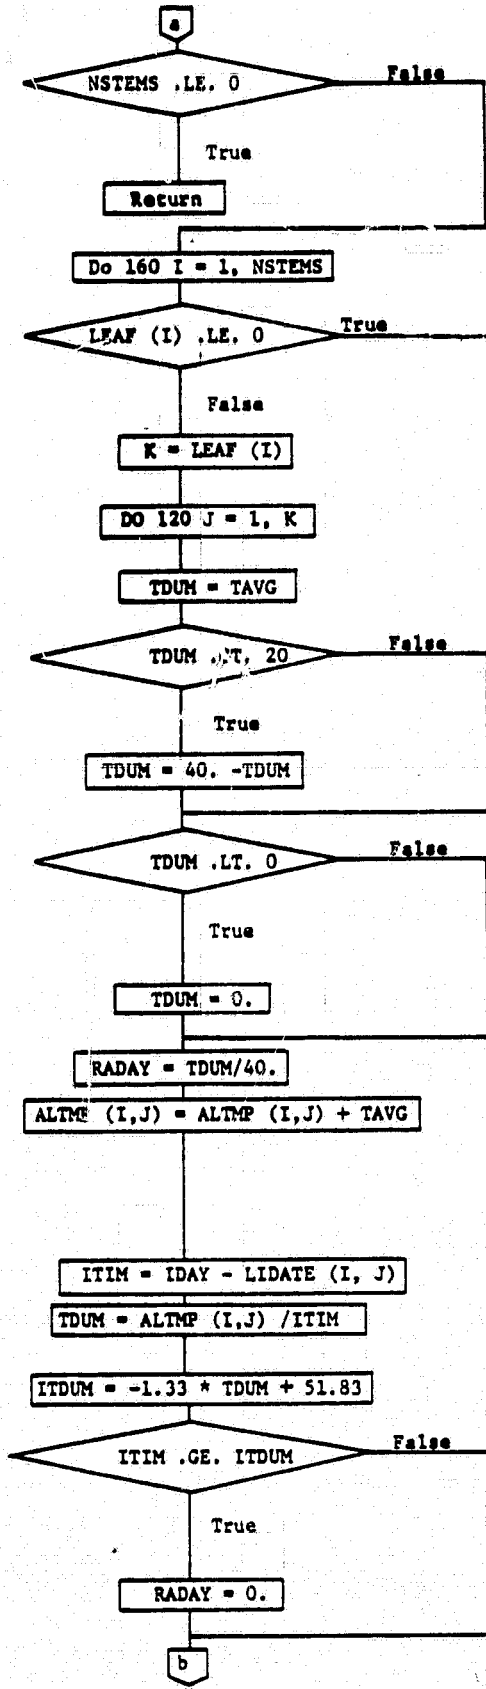 a
NSTEMS .LE. 0
False
True
Return
Do 160 I = 1, NSTEMS
LEAF (I) .LE. 0
True
False
K = LEAF (I)
DO 120 J = 1, K
TDUM = TAVG
TDUM 20
False
True
TDUM = 40. -TDUM
TDUM .LT. 0
False
True
TDUM = 0.
RADAY = TDUM/40.
ALTMP (I,J) = ALTMP (I,J) + TAVG
ITIM = IDAY - LIDATE (I, J)
TDUM = ALTMP (I,J) /ITIM
ITDUM = -1.33 * TDUM + 51.83
ITIM .GE. ITDUM
False
True
RADAY = 0.
b